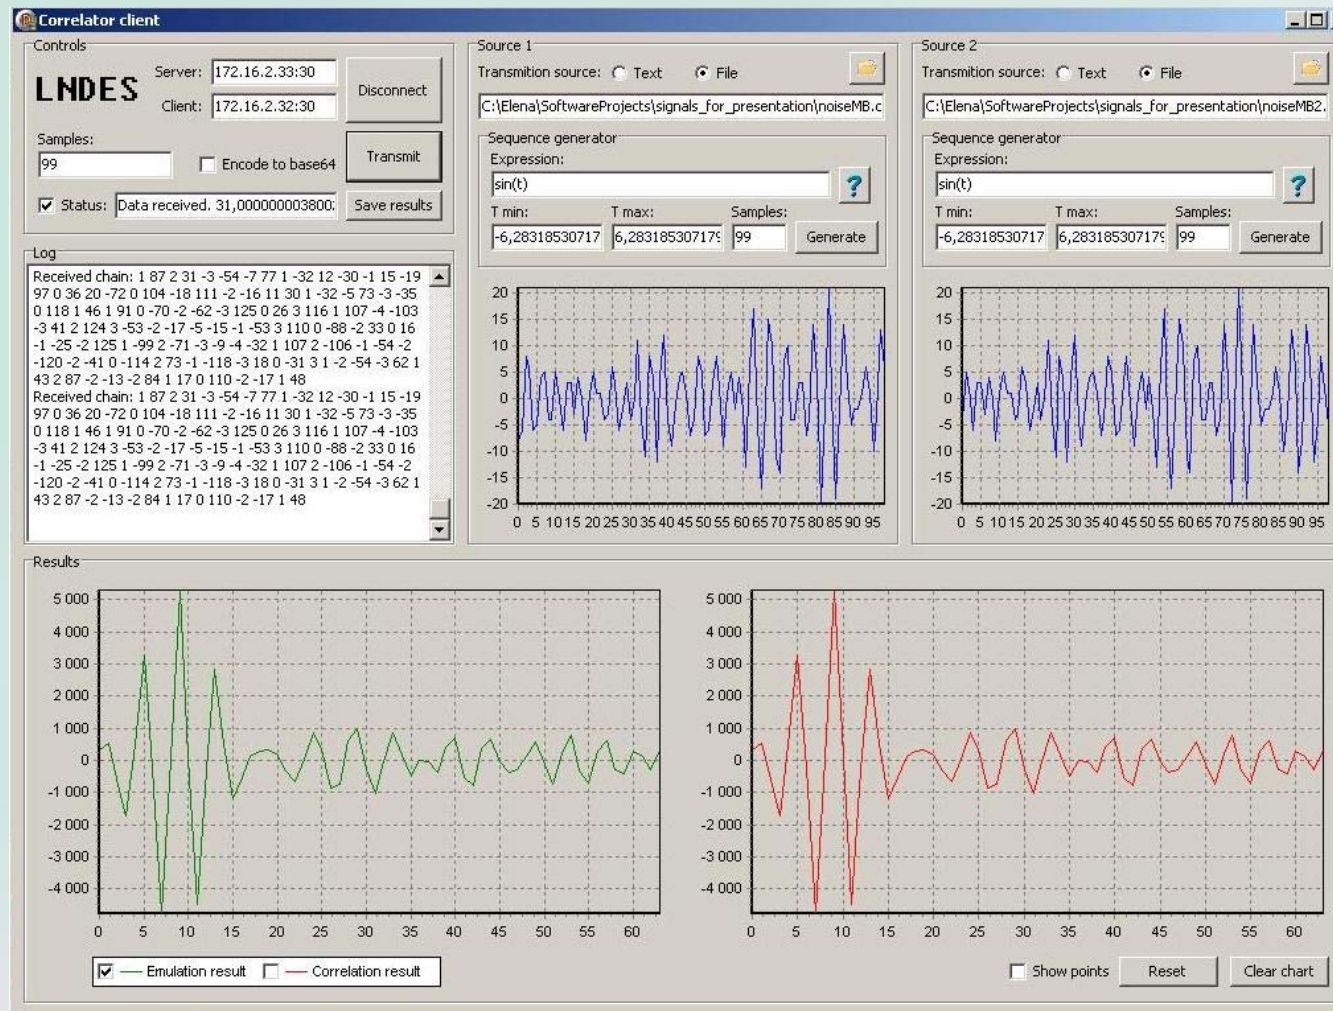 Correlator client
Controls
LNDES
Server: 172.16.2.33:30
Client: 172.16.2.32:30
Disconnect
Samples:
99
Encode to base64
Transmit
Status: Data received. 31,000000003800
Save results
Log
Received chain: 1 87 2 31 -3 -54 -7 77 1 -32 12 -30 -1 15 -19
97 0 36 20 -72 0 104 -18 111 -2 -16 11 30 1 -32 -5 73 -3 -35
0 118 1 46 1 91 0 -70 -2 -62 -3 125 0 26 3 116 1 107 -4 -103
-3 41 2 124 3 -53 -2 -17 -5 -15 -1 -53 3 110 0 -88 -2 33 0 16
-1 -25 -2 125 1 -99 2 -71 -3 -9 -4 -32 1 107 2 -106 -1 -54 -2
-120 -2 -41 0 -114 2 73 -1 -118 -3 18 0 -31 3 1 -2 -54 -3 62 1
43 2 87 -2 -13 -2 84 1 17 0 110 -2 -17 1 48
Received chain: 1 87 2 31 -3 -54 -7 77 1 -32 12 -30 -1 15 -19
97 0 36 20 -72 0 104 -18 111 -2 -16 11 30 1 -32 -5 73 -3 -35
0 118 1 46 1 91 0 -70 -2 -62 -3 125 0 26 3 116 1 107 -4 -103
-3 41 2 124 3 -53 -2 -17 -5 -15 -1 -53 3 110 0 -88 -2 33 0 16
-1 -25 -2 125 1 -99 2 -71 -3 -9 -4 -32 1 107 2 -106 -1 -54 -2
-120 -2 -41 0 -114 2 73 -1 -118 -3 18 0 -31 3 1 -2 -54 -3 62 1
43 2 87 -2 -13 -2 84 1 17 0 110 -2 -17 1 48
Source 1
Transmition source: Text File
C:\Elena\SoftwareProjects\signals_for_presentation\noiseMB.c
Sequence generator
Expression:
sin(t)
?
T min: T max: Samples:
-6,28318530717 6,283185307179 99 Generate
20
15
10
5
0
-5
-10
-15
-20
0 5 10 15 20 25 30 35 40 45 50 55 60 65 70 75 80 85 90 95
Source 2
Transmition source: Text File
C:\Elena\SoftwareProjects\signals_for_presentation\noiseMB2.
Sequence generator
Expression:
sin(t)
?
T min: T max: Samples:
-6,28318530717 6,283185307179 99 Generate
20
15
10
5
0
-5
-10
-15
-20
0 5 10 15 20 25 30 35 40 45 50 55 60 65 70 75 80 85 90 95
Results
5 000
4 000
3 000
2 000
1 000
0
-1 000
-2 000
-3 000
-4 000
0 5 10 15 20 25 30 35 40 45 50 55 60
5 000
4 000
3 000
2 000
1 000
0
-1 000
-2 000
-3 000
-4 000
0 5 10 15 20 25 30 35 40 45 50 55 60
Emulation result Correlation result
Show points Reset Clear chart